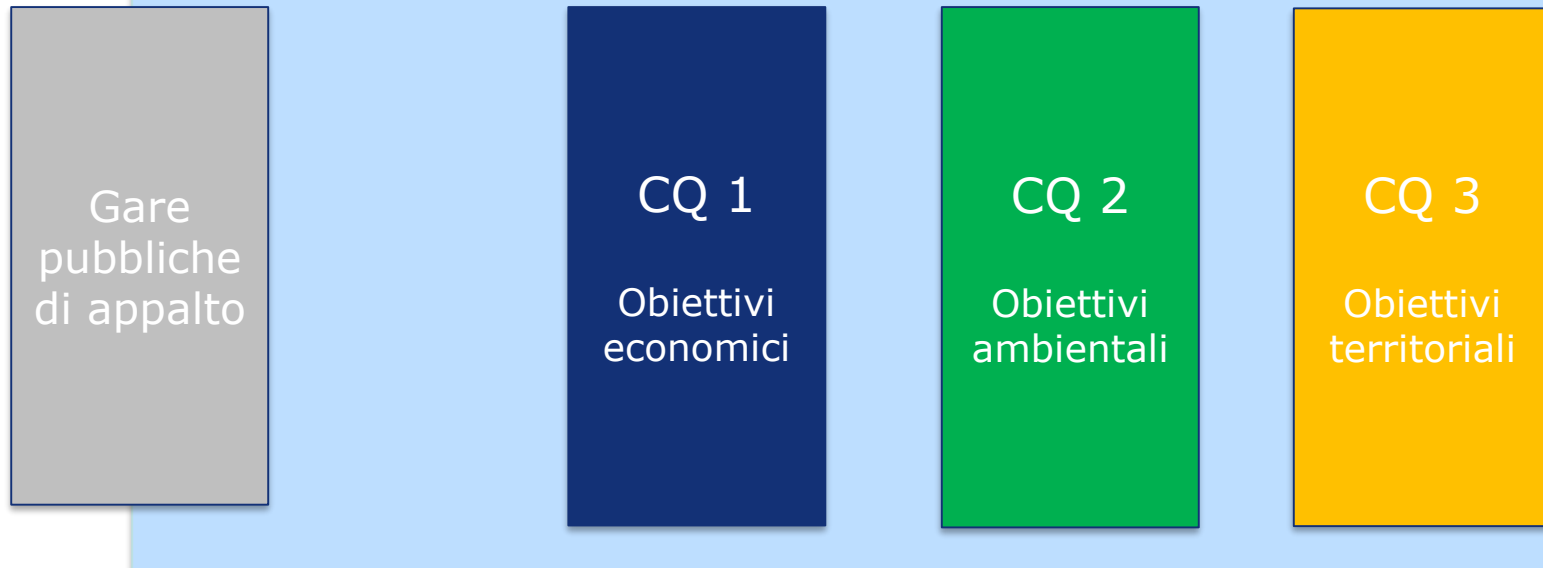 Gare
pubbliche
di appalto
CQ 1
Obiettivi
economici
CQ 2
Obiettivi
ambientali
CQ 3
Obiettivi
territoriali